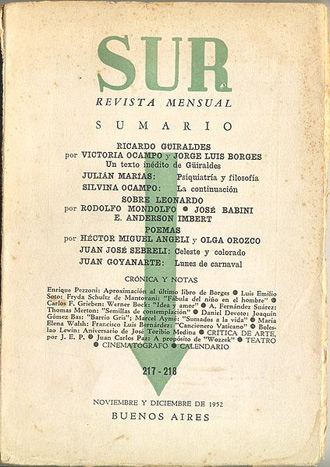 SUR
REVISTA MENSUAL
SUMARIO
RICARDO GÜIRALDES
por VICTORIA OCAMPO y JORGE LUIS BORGES
Un texto inédito de Güiraldes
JULIÁN MARÍAS: Psiquiatría y filosofía
SILVINA OCAMPO: La continuación
SOBRE LEONARDO
por RODOLFO MONDOLFO • JOSÉ BABINI
E. ANDERSON IMBERT
POEMAS
por HÉCTOR MIGUEL ANGELI y OLGA OROZCO
JUAN JOSÉ SEBRELI: Celeste y colorado
JUAN GOYANARTE: Lunes de carnaval
CRÓNICA Y NOTAS
Enrique Pezzoni: Aproximación al último libro de Borges • Luis Emilio
Soto: Fryda Schultz de Mantovani: "Fábula del niño en el hombre" •
Carlos F. Grieben: Werner Bock: "Idea y amor" • A. Fernández Suárez:
Thomas Merton: "Semillas de contemplación" • Daniel Devoto: Joaquín
Gómez Bas: "Barrio Gris"; Marcel Aymé: "Sumados a la vida" • María
Elena Walsh: Francisco Luis Bernárdez: "Cancionero Vaticano" • Boles-
lao Lewin: Aniversario de José Toribio Medina • CRÍTICA DE ARTE,
por J. E. P. • Juan Carlos Paz: A propósito de "Wozzek" • TEATRO
• CINEMATÓGRAFO • CALENDARIO
217-218
NOVIEMBRE Y DICIEMBRE DE 1952
BUENOS AIRES